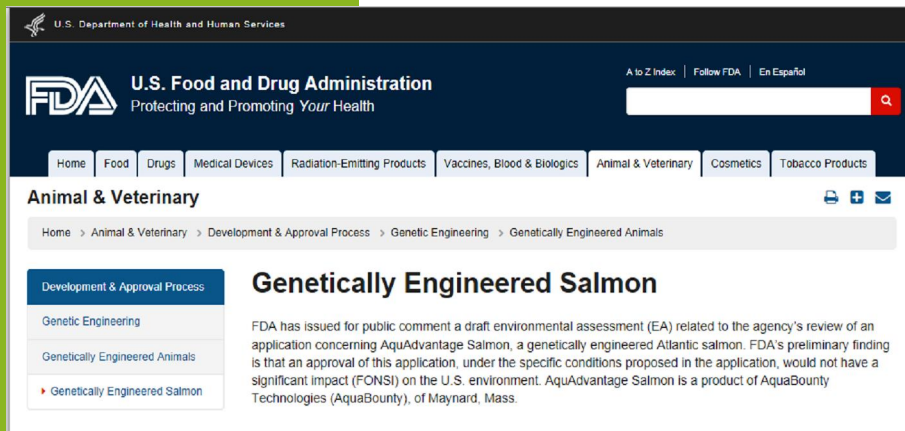 U.S. Department of Health and Human Services
A to Z Index | Follow FDA | En Español
FDA
U.S. Food and Drug Administration
Protecting and Promoting Your Health
Home Food Drugs Medical Devices Radiation-Emitting Products Vaccines, Blood & Biologics Animal & Veterinary Cosmetics Tobacco Products
Animal & Veterinary
Home > Animal & Veterinary > Development & Approval Process > Genetic Engineering > Genetically Engineered Animals
Development & Approval Process
Genetic Engineering
Genetically Engineered Animals
Genetically Engineered Salmon
Genetically Engineered Salmon
FDA has issued for public comment a draft environmental assessment (EA) related to the agency's review of an
application concerning AquAdvantage Salmon, a genetically engineered Atlantic salmon. FDA's preliminary finding
is that an approval of this application, under the specific conditions proposed in the application, would not have a
significant impact (FONSI) on the U.S. environment. AquAdvantage Salmon is a product of AquaBounty
Technologies (AquaBounty), of Maynard, Mass.